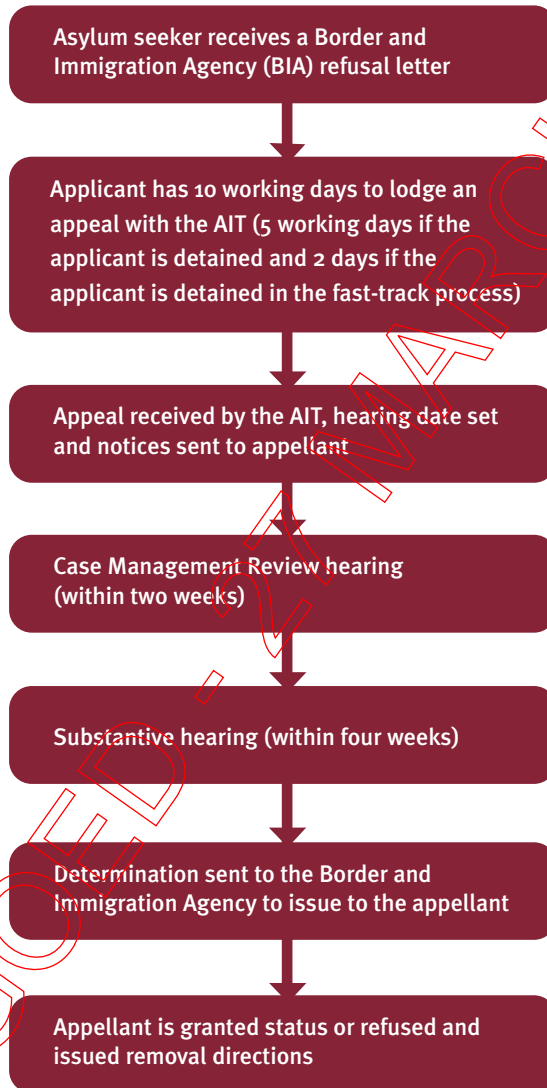 Asylum seeker receives a Border and
Immigration Agency (BIA) refusal letter
Applicant has 10 working days to lodge an
appeal with the AIT (5 working days if the
applicant is detained and 2 days if the
applicant is detained in the fast-track process)
Appeal received by the AIT, hearing date set
and notices sent to appellant
Case Management Review hearing
(within two weeks)
Substantive hearing (within four weeks)
Determination sent to the Border and
Immigration Agency to issue to the appellant
Appellant is granted status or refused and
issued removal directions
OED - 27 MARC